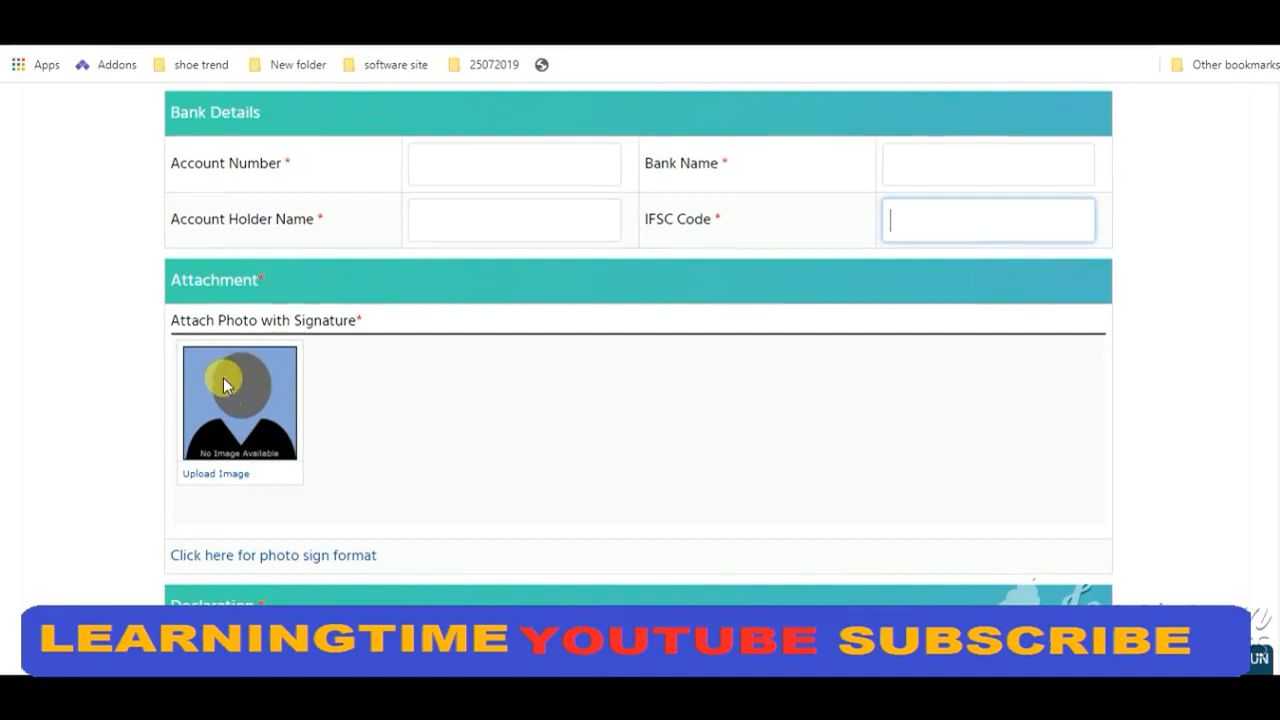 Apps Addons shoe trend New folder software site 25072019 Other bookmarks
Bank Details
Account Number * Bank Name *
Account Holder Name * IFSC Code *
Attachment*
Attach Photo with Signature*
No Image Available
Upload Image
Click here for photo sign format
Declaration *
LEARNINGTIME YOUTUBE SUBSCRIBE
UN